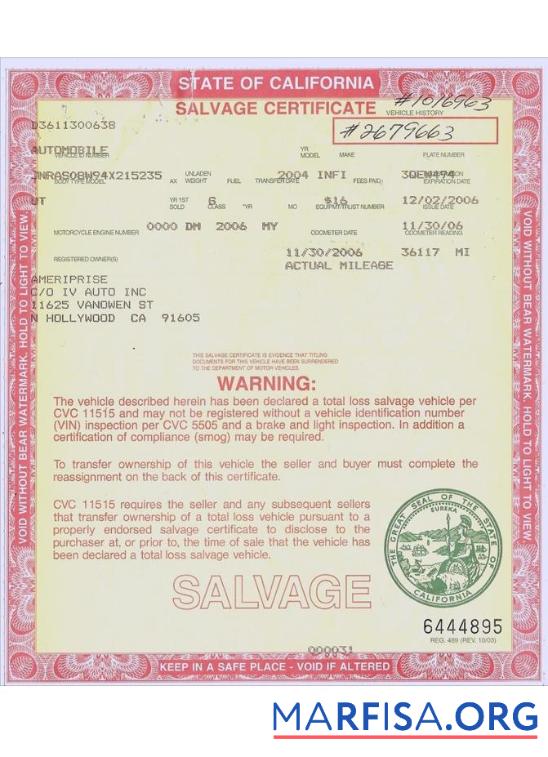 STATE OF CALIFORNIA
SALVAGE CERTIFICATE
#1016963
VEHICLE HISTORY
#2679663
D3611300638
AUTOMOBILE
VEHICLE ID NUMBER
YR MODEL
MAKE
PLATE NUMBER
JNRAS08W94X215235
2004 INFI
BODY TYPE MODEL
AX
UNLADEN WEIGHT
FUEL
TRANSFER DATE
FEES PAID
EXPIRATION DATE
UT
6
$16
12/02/2006
YR 1ST SOLD
CLASS
*YR
MO
EQUIPMT/TRUST NUMBER
ISSUE DATE
0000 DM 2006 MY
11/30/06
MOTORCYCLE ENGINE NUMBER
ODOMETER DATE
ODOMETER READING
11/30/2006
36117 MI
REGISTERED OWNER(S)
ACTUAL MILEAGE
AMERIPRISE
C/O IV AUTO INC
11625 VANOWEN ST
N HOLLYWOOD CA 91605
THIS SALVAGE CERTIFICATE IS EVIDENCE THAT TITLING
DOCUMENTS FOR THIS VEHICLE HAVE BEEN SURRENDERED
TO THE DEPARTMENT OF MOTOR VEHICLES.
WARNING:
The vehicle described herein has been declared a total loss salvage vehicle per
CVC 11515 and may not be registered without a vehicle identification number
(VIN) inspection per CVC 5505 and a brake and light inspection. In addition a
certification of compliance (smog) may be required.
To transfer ownership of this vehicle the seller and buyer must complete the
reassignment on the back of this certificate.
CVC 11515 requires the seller and any subsequent sellers
that transfer ownership of a total loss vehicle pursuant to a
properly endorsed salvage certificate to disclose to the
purchaser at, or prior to, the time of sale that the vehicle has
been declared a total loss salvage vehicle.
THE GREAT SEAL OF THE STATE OF CALIFORNIA
EUREKA
SALVAGE
6444895
REG. 489 (REV. 10/03)
000031
KEEP IN A SAFE PLACE - VOID IF ALTERED
VOID WITHOUT BEAR WATERMARK. HOLD TO LIGHT TO VIEW.
VOID WITHOUT BEAR WATERMARK. HOLD TO LIGHT TO VIEW
MARFISA.ORG